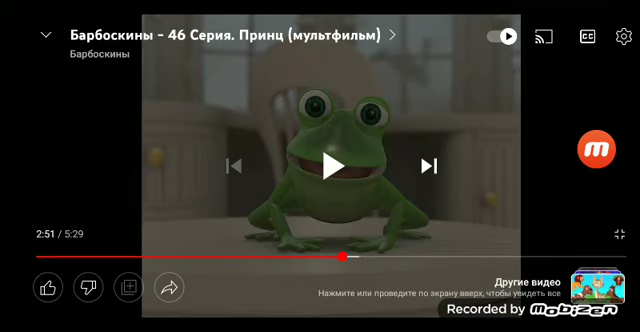 Барбоскины - 46 Серия. Принц (мультфильм)
Барбоскины
CC
m
2:51 / 5:29
Другие видео
Нажмите или проведите по экрану вверх, чтобы увидеть все
Recorded by Mobizen